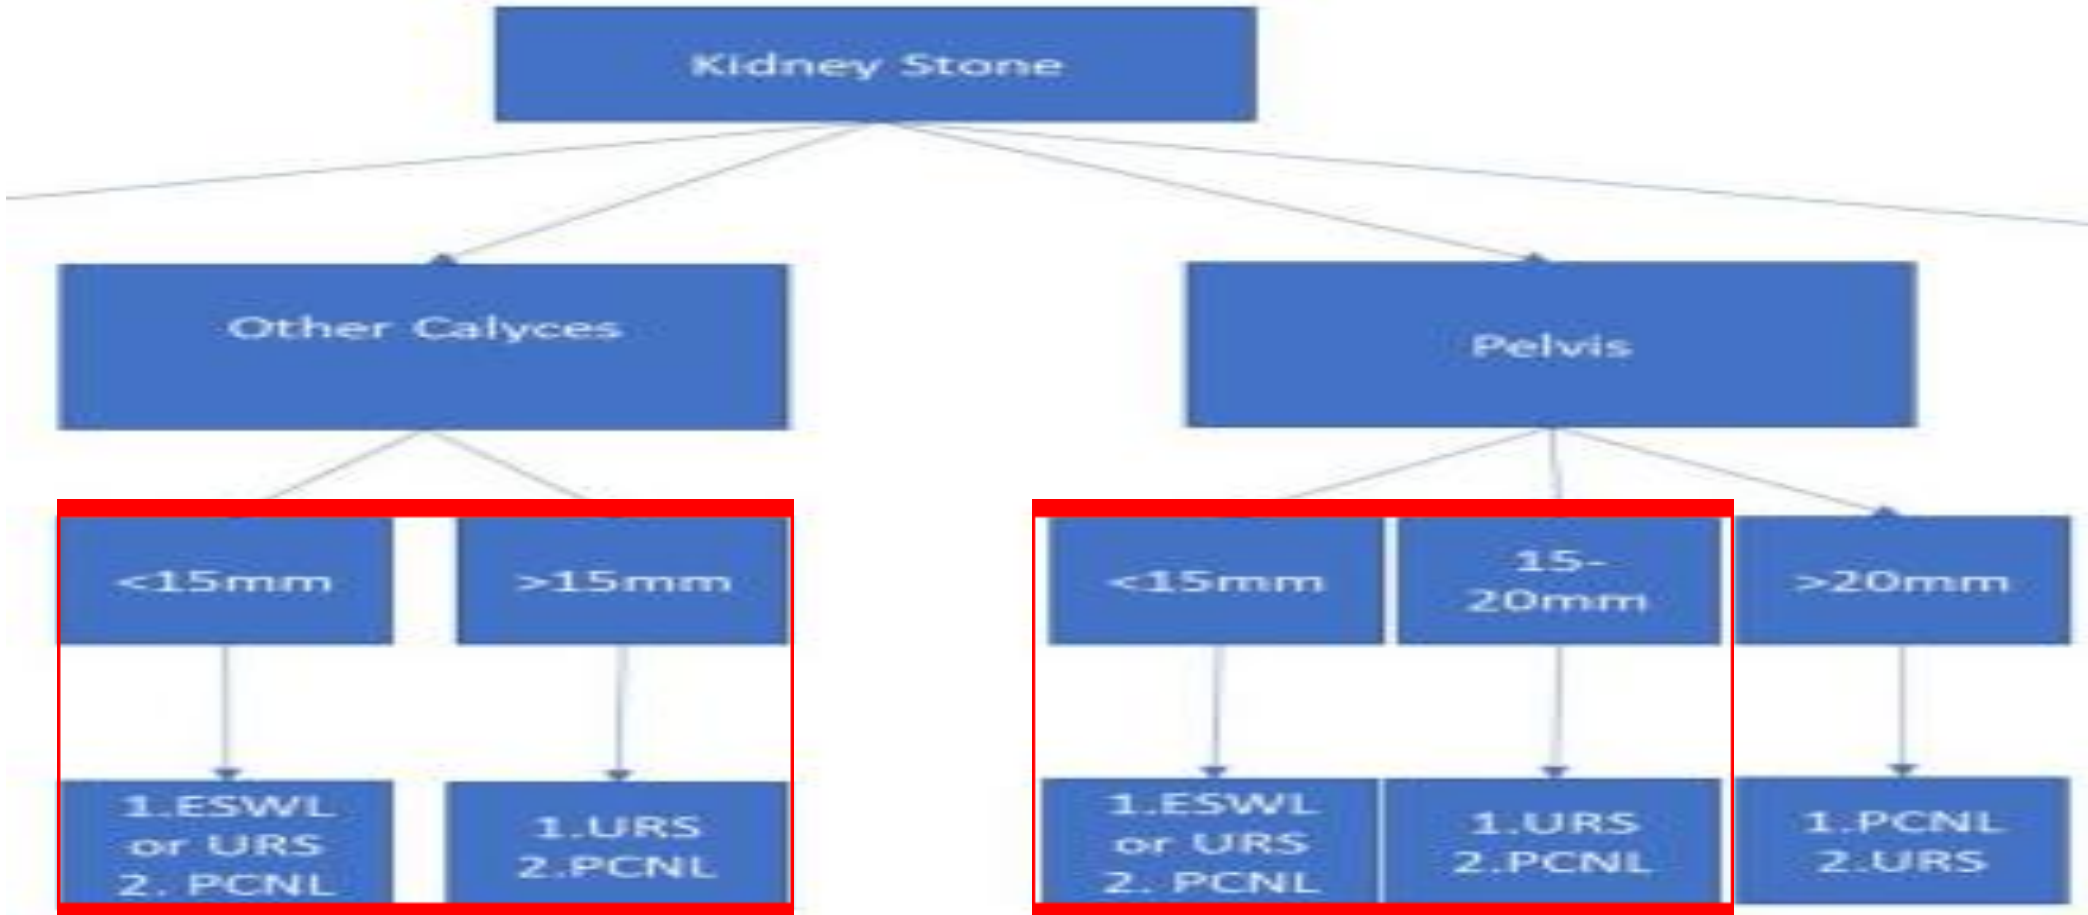 Kidney Stone
Other Calyces
Pelvis
<15mm
>15mm
<15mm
15-
20mm
>20mm
1.ESWL
or URS
2. PCNL
1.URS
2.PCNL
1.ESWL
or URS
2. PCNL
1.URS
2.PCNL
1.PCNL
2.URS